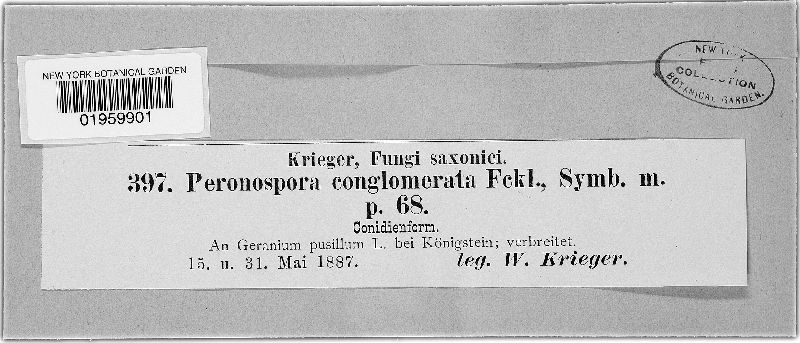 NEW YORK BOTANICAL GARDEN
01959901
NEW
COLLECTION
BOTANICAL GARDEN.
Krieger, Fungi saxonici.
397. Peronospora conglomerata Fckl., Symb. m.
p. 68.
Conidienform.
An Geranium pusillum L. bei Königstein; verbreitet.
15. u. 31. Mai 1887. leg. W. Krieger.